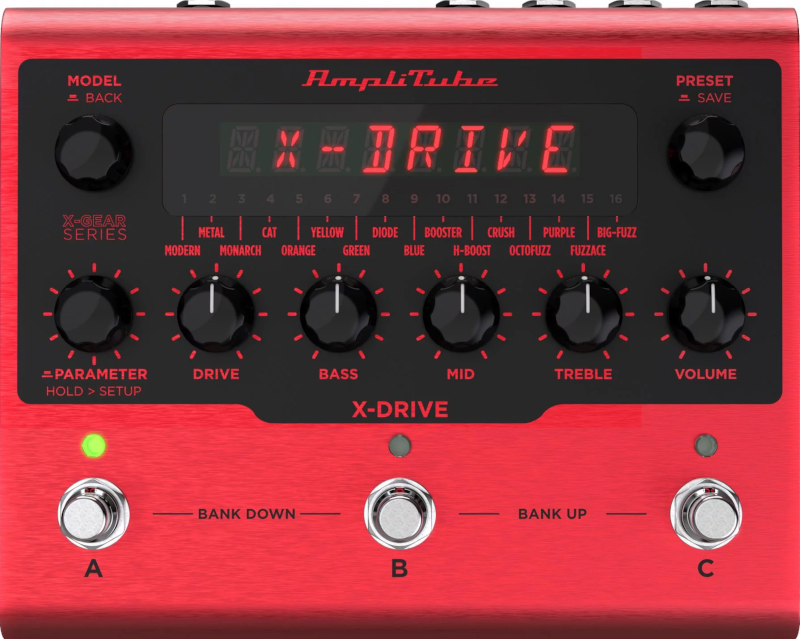 MODEL
BACK
AmpliTube
PRESET
SAVE
X-DRIVE
1 2 3 4 5 6 7 8 9 10 11 12 13 14 15 16
METAL CAT YELLOW DIODE BOOSTER CRUSH PURPLE BIG-FUZZ
MODERN MONARCH ORANGE GREEN BLUE H-BOOST OCTOFUZZ FUZZACE
X-GEAR
SERIES
PARAMETER
HOLD > SETUP
DRIVE BASS MID TREBLE VOLUME
X-DRIVE
BANK DOWN BANK UP
A B C